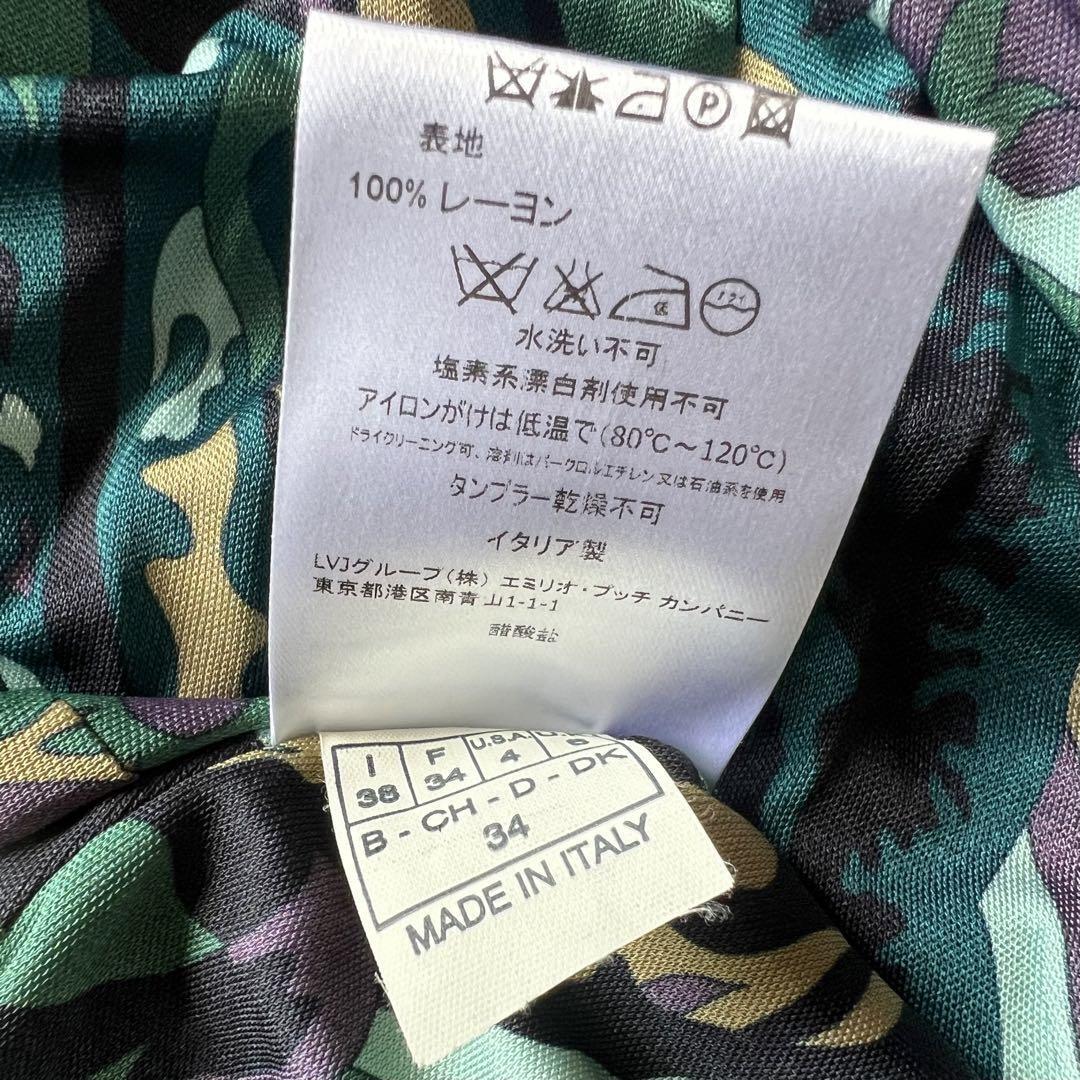 P
表地
100% レーヨン
低 ドライ
水洗い不可
塩素系漂白剤使用不可
アイロンがけは低温で(80℃~120℃)
ドライクリーニング可、溶剤はパークロルエチレン又は石油系を使用
タンブラー乾燥不可
イタリア製
LVJグループ(株) エミリオ・プッチ カンパニー
東京都港区南青山1-1-1
I F U.S.A.
38 34 4
B - CH - D - DK
34
MADE IN ITALY